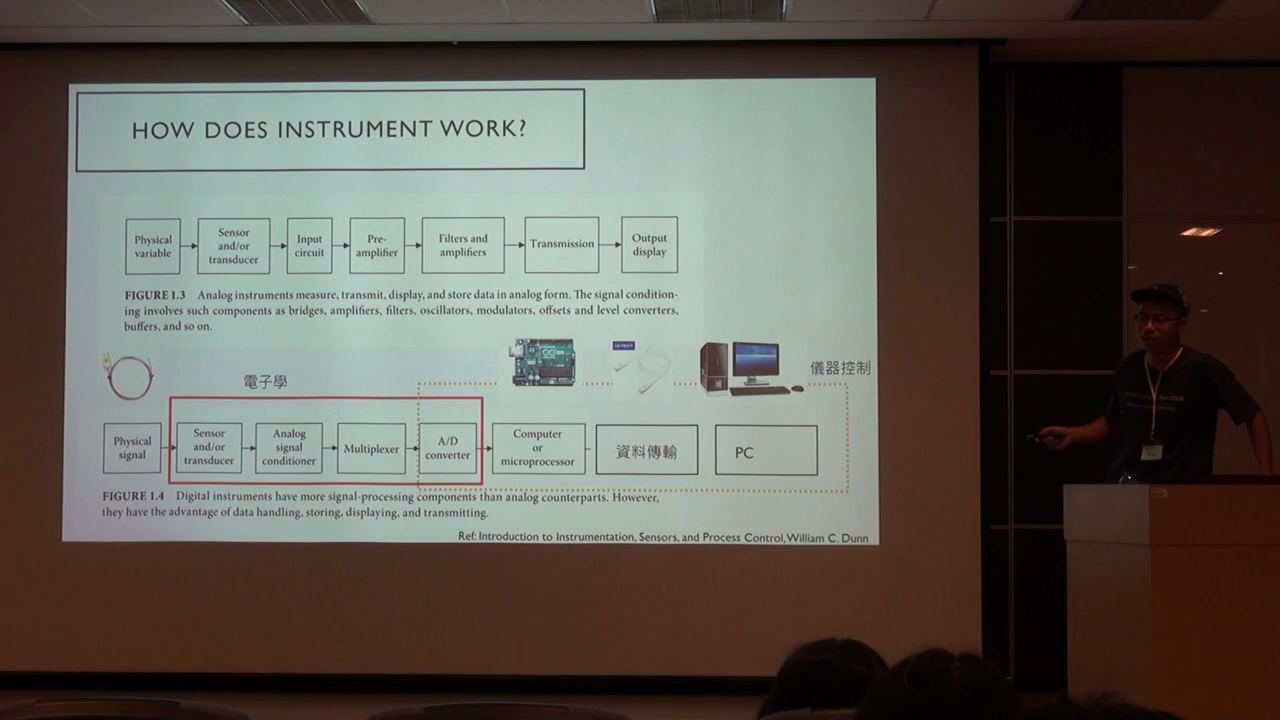 HOW DOES INSTRUMENT WORK?
Physical
variable
Sensor
and/or
transducer
Input
circuit
Pre-
amplifier
Filters and
amplifiers
Transmission
Output
display
FIGURE 1.3 Analog instruments measure, transmit, display, and store data in analog form. The signal condition-
ing involves such components as bridges, amplifiers, filters, oscillators, modulators, offsets and level converters,
buffers, and so on.
電子學
儀器控制
Physical
signal
Sensor
and/or
transducer
Analog
signal
conditioner
Multiplexer
A/D
converter
Computer
or
microprocessor
資料傳輸
PC
FIGURE 1.4 Digital instruments have more signal-processing components than analog counterparts. However,
they have the advantage of data handling, storing, displaying, and transmitting.
Ref: Introduction to Instrumentation, Sensors, and Process Control, William C. Dunn